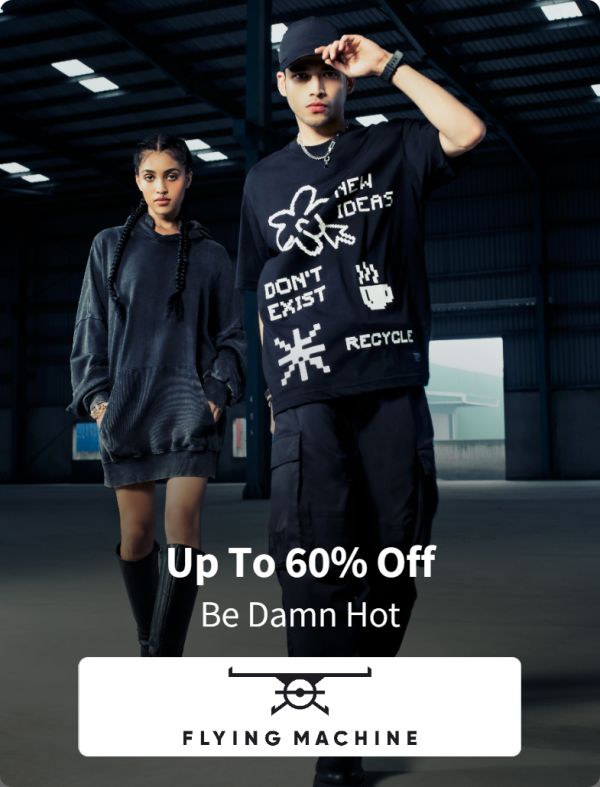 NEW
IDEAS
DON'T
EXIST
RECYCLE
Up To 60% Off
Be Damn Hot
FLYING MACHINE